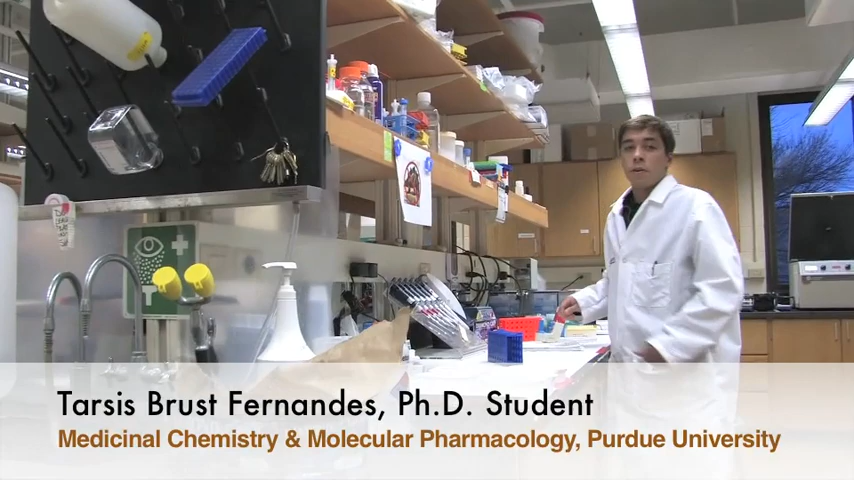 Tarsis Brust Fernandes, Ph.D. Student
Medicinal Chemistry & Molecular Pharmacology, Purdue University